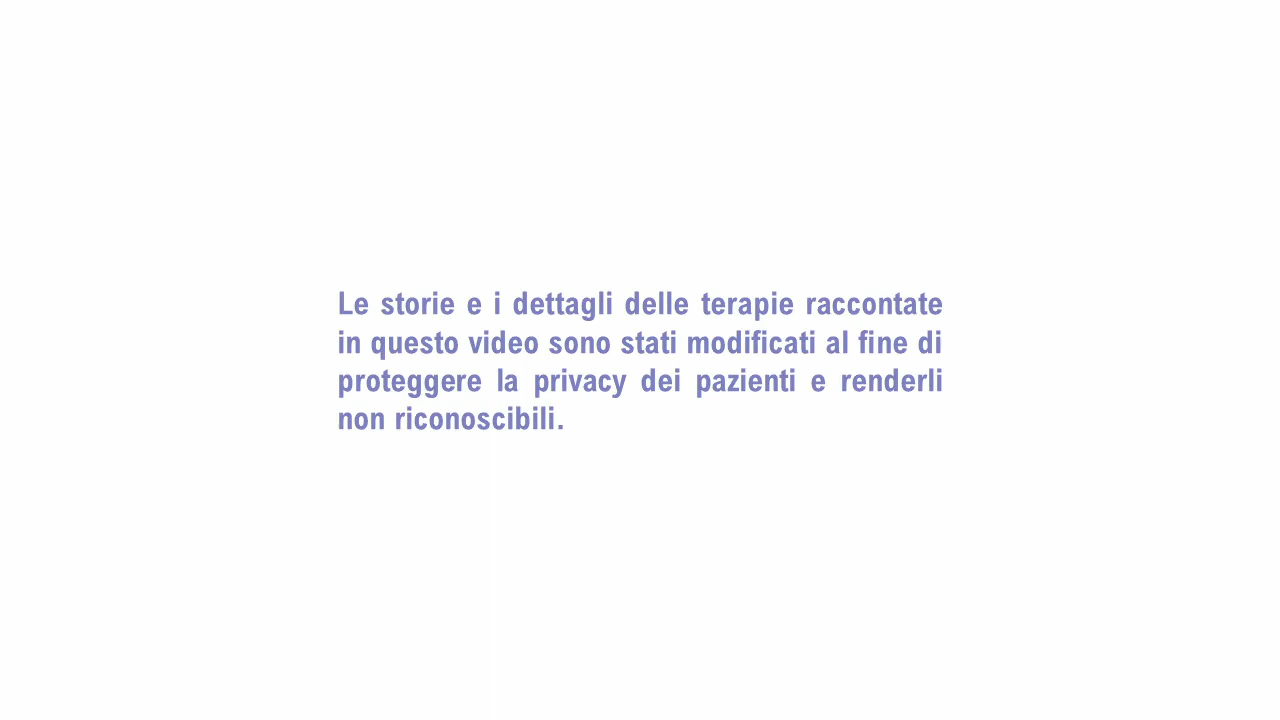 Le storie e i dettagli delle terapie raccontate
in questo video sono stati modificati al fine di
proteggere la privacy dei pazienti e renderli
non riconoscibili.